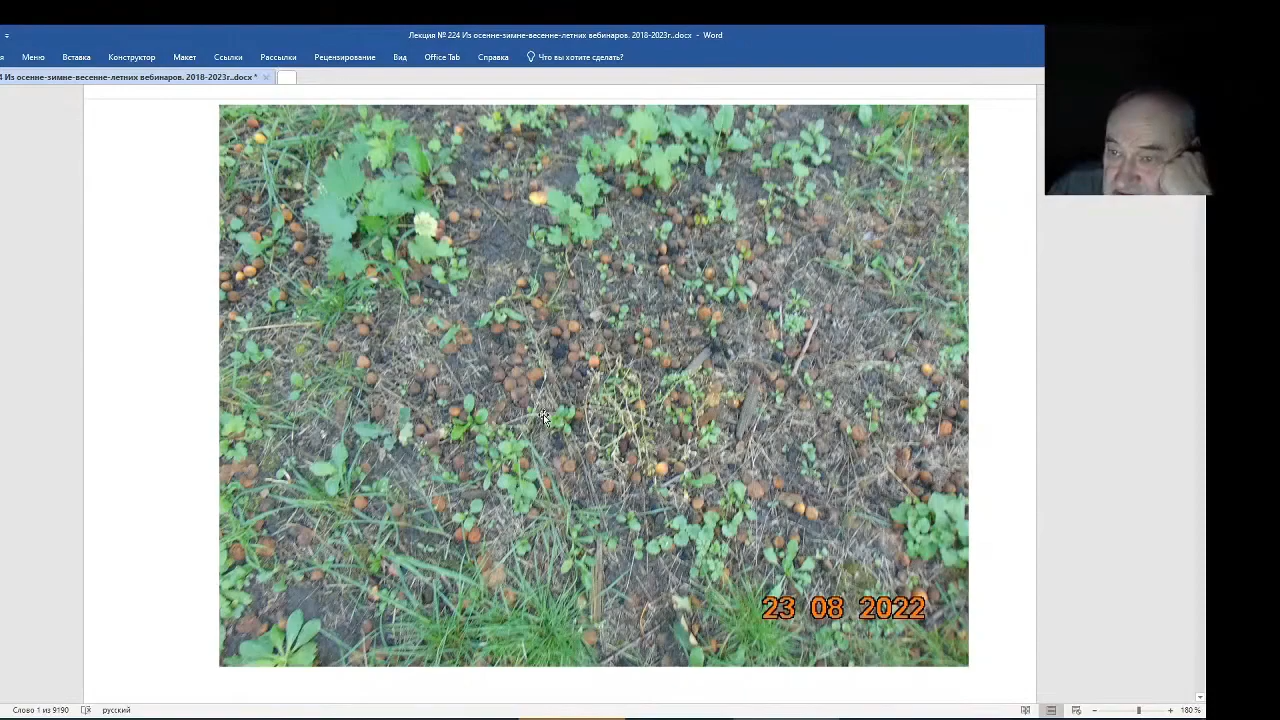 Лекция № 224 Из осенне-зимне-весенне-летних вебинаров. 2018-2023г..docx - Word
Меню Вставка Конструктор Макет Ссылки Рассылки Рецензирование Вид Office Tab Справка Что вы хотите сделать?
4 Из осенне-зимне-весенне-летних вебинаров. 2018-2023г..docx *
23 08 2022
Слово 1 из 9190 русский 180 %